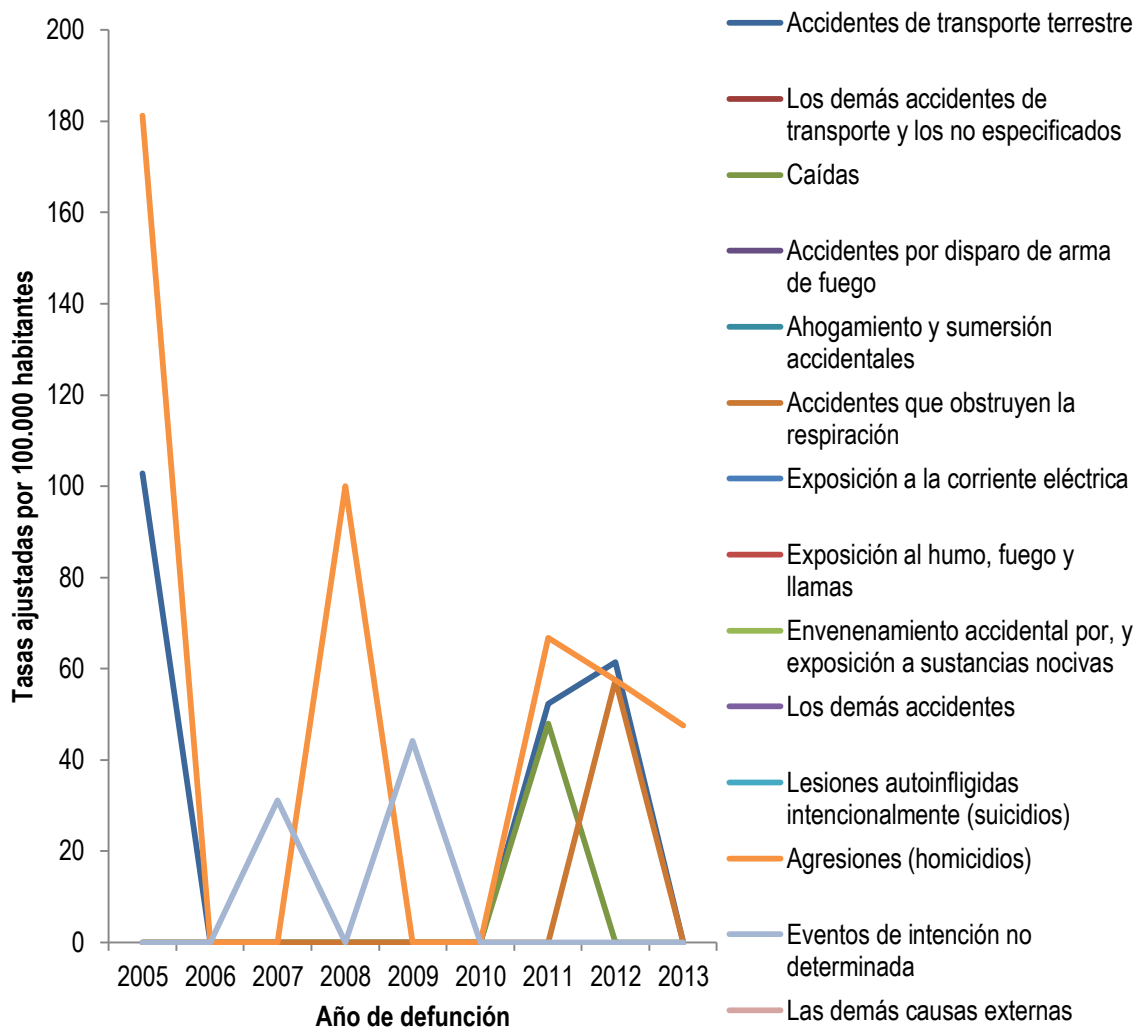 Tasas ajustadas por 100.000 habitantes
200
180
160
140
120
100
80
60
40
20
0
2005 2006 2007 2008 2009 2010 2011 2012 2013
Año de defunción
Accidentes de transporte terrestre
Los demás accidentes de
transporte y los no especificados
Caídas
Accidentes por disparo de arma
de fuego
Ahogamiento y sumersión
accidentales
Accidentes que obstruyen la
respiración
Exposición a la corriente eléctrica
Exposición al humo, fuego y
llamas
Envenenamiento accidental por, y
exposición a sustancias nocivas
Los demás accidentes
Lesiones autoinfligidas
intencionalmente (suicidios)
Agresiones (homicidios)
Eventos de intención no
determinada
Las demás causas externas